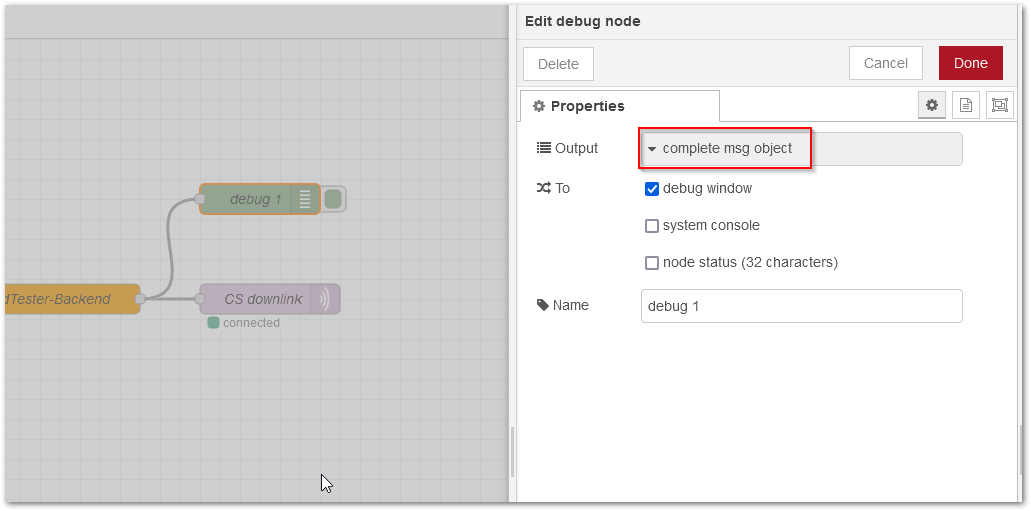 Edit debug node
Delete
Cancel
Done
Properties
Output
complete msg object
To
debug window
system console
node status (32 characters)
Name
debug 1
debug 1
dTester-Backend
CS downlink
connected